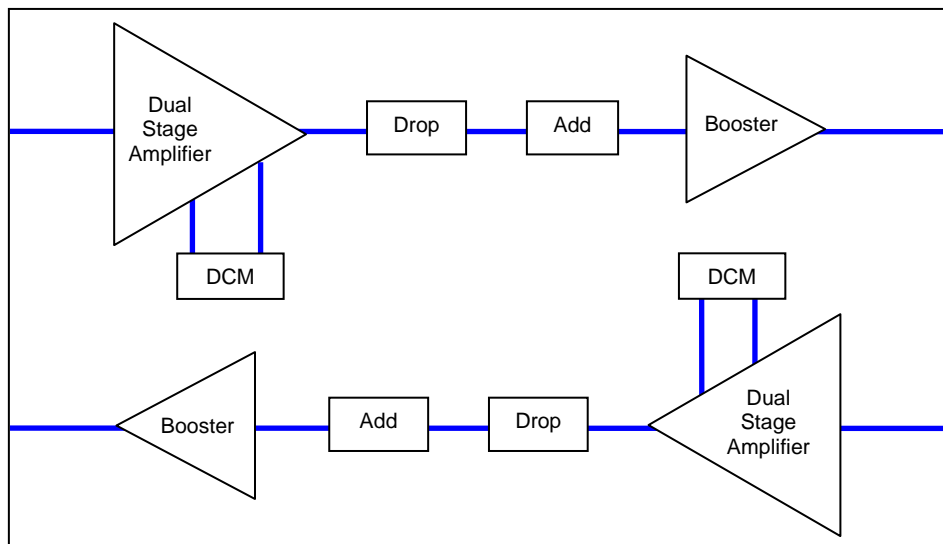 Dual
Stage
Amplifier
Drop
Add
Booster
DCM
DCM
Booster
Add
Drop
Dual
Stage
Amplifier